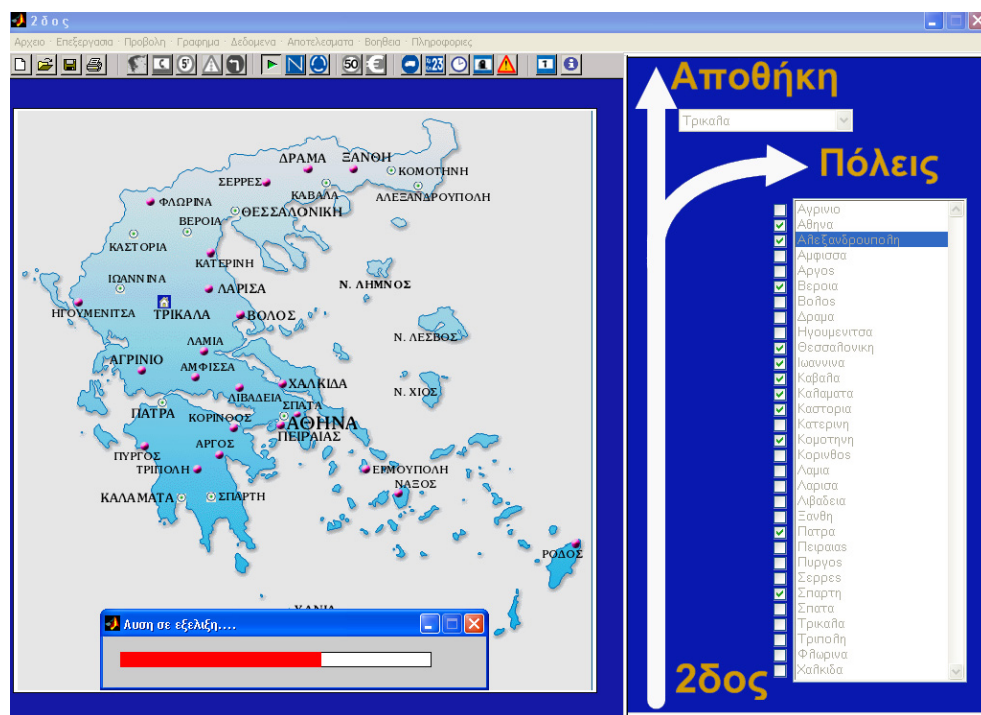 2 δ ο ς
Αρχειο Επεξεργασια Προβολη Γραφημα Δεδομενα Αποτελεσματα Βοηθεια Πληροφοριες
50
23
Αποθήκη
Τρικαλα
Πόλεις
ΔΡΑΜΑ ΞΑΝΘΗ
ΚΟΜΟΤΗΝΗ
ΣΕΡΡΕΣ
ΚΑΒΑΛΑ
ΑΛΕΞΑΝΔΡΟΥΠΟΛΗ
ΦΛΩΡΙΝΑ
ΘΕΣΣΑΛΟΝΙΚΗ
ΒΕΡΟΙΑ
ΚΑΣΤΟΡΙΑ
ΚΑΤΕΡΙΝΗ
ΙΩΑΝΝΙΝΑ
ΛΑΡΙΣΑ
Ν. ΛΗΜΝΟΣ
ΗΓΟΥΜΕΝΙΤΣΑ
ΤΡΙΚΑΛΑ
ΒΟΛΟΣ
Ν. ΛΕΣΒΟΣ
ΛΑΜΙΑ
ΑΓΡΙΝΙΟ
ΑΜΦΙΣΣΑ
ΧΑΛΚΙΔΑ
Ν. ΧΙΟΣ
ΛΙΒΑΔΕΙΑ
ΣΠΑΤΑ
ΠΑΤΡΑ
ΚΟΡΙΝΘΟΣ
ΑΘΗΝΑ
ΠΕΙΡΑΙΑΣ
ΑΡΓΟΣ
ΠΥΡΓΟΣ
ΤΡΙΠΟΛΗ
ΕΡΜΟΥΠΟΛΗ
ΝΑΞΟΣ
ΚΑΛΑΜΑΤΑ
ΣΠΑΡΤΗ
ΡΟΔΟΣ
ΧΑΝΙΑ
Λυση σε εξελιξη....
Αγρινιο
Αθηνα
Αλεξανδρουπολη
Αμφισσα
Αργος
Βεροια
Βολος
Δραμα
Ηγουμενιτσα
Θεσσαλονικη
Ιωαννινα
Καβαλα
Καλαματα
Καστορια
Κατερινη
Κομοτηνη
Κορινθος
Λαμια
Λαρισα
Λιβαδεια
Ξανθη
Πατρα
Πειραιας
Πυργος
Σερρες
Σπαρτη
Σπατα
Τρικαλα
Τριπολη
Φλωρινα
Χαλκιδα
2δος